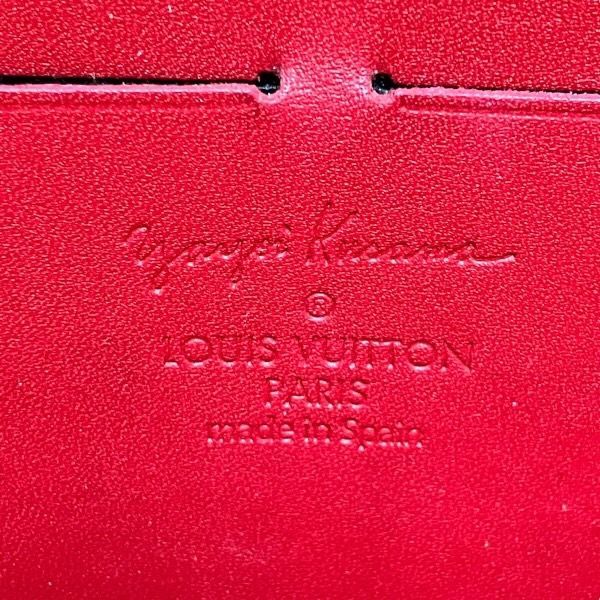 Yayoi Kusama
®
LOUIS VUITTON
PARIS
made in Spain